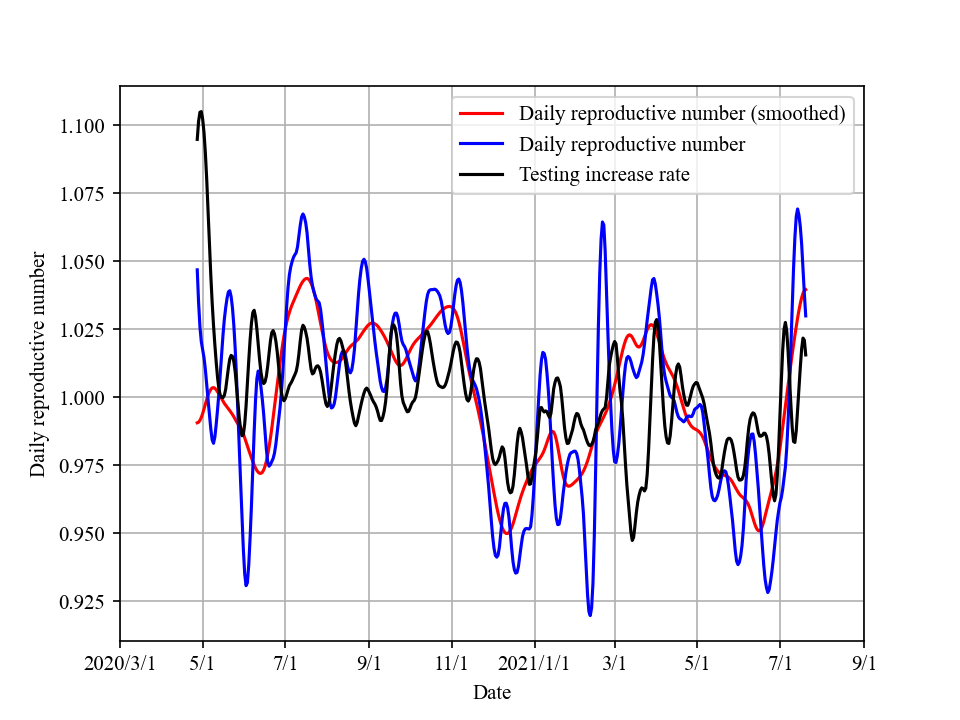 Daily reproductive number (smoothed)
Daily reproductive number
Testing increase rate
Daily reproductive number
1.100
1.075
1.050
1.025
1.000
0.975
0.950
0.925
2020/3/1 5/1 7/1 9/1 11/1 2021/1/1 3/1 5/1 7/1 9/1
Date